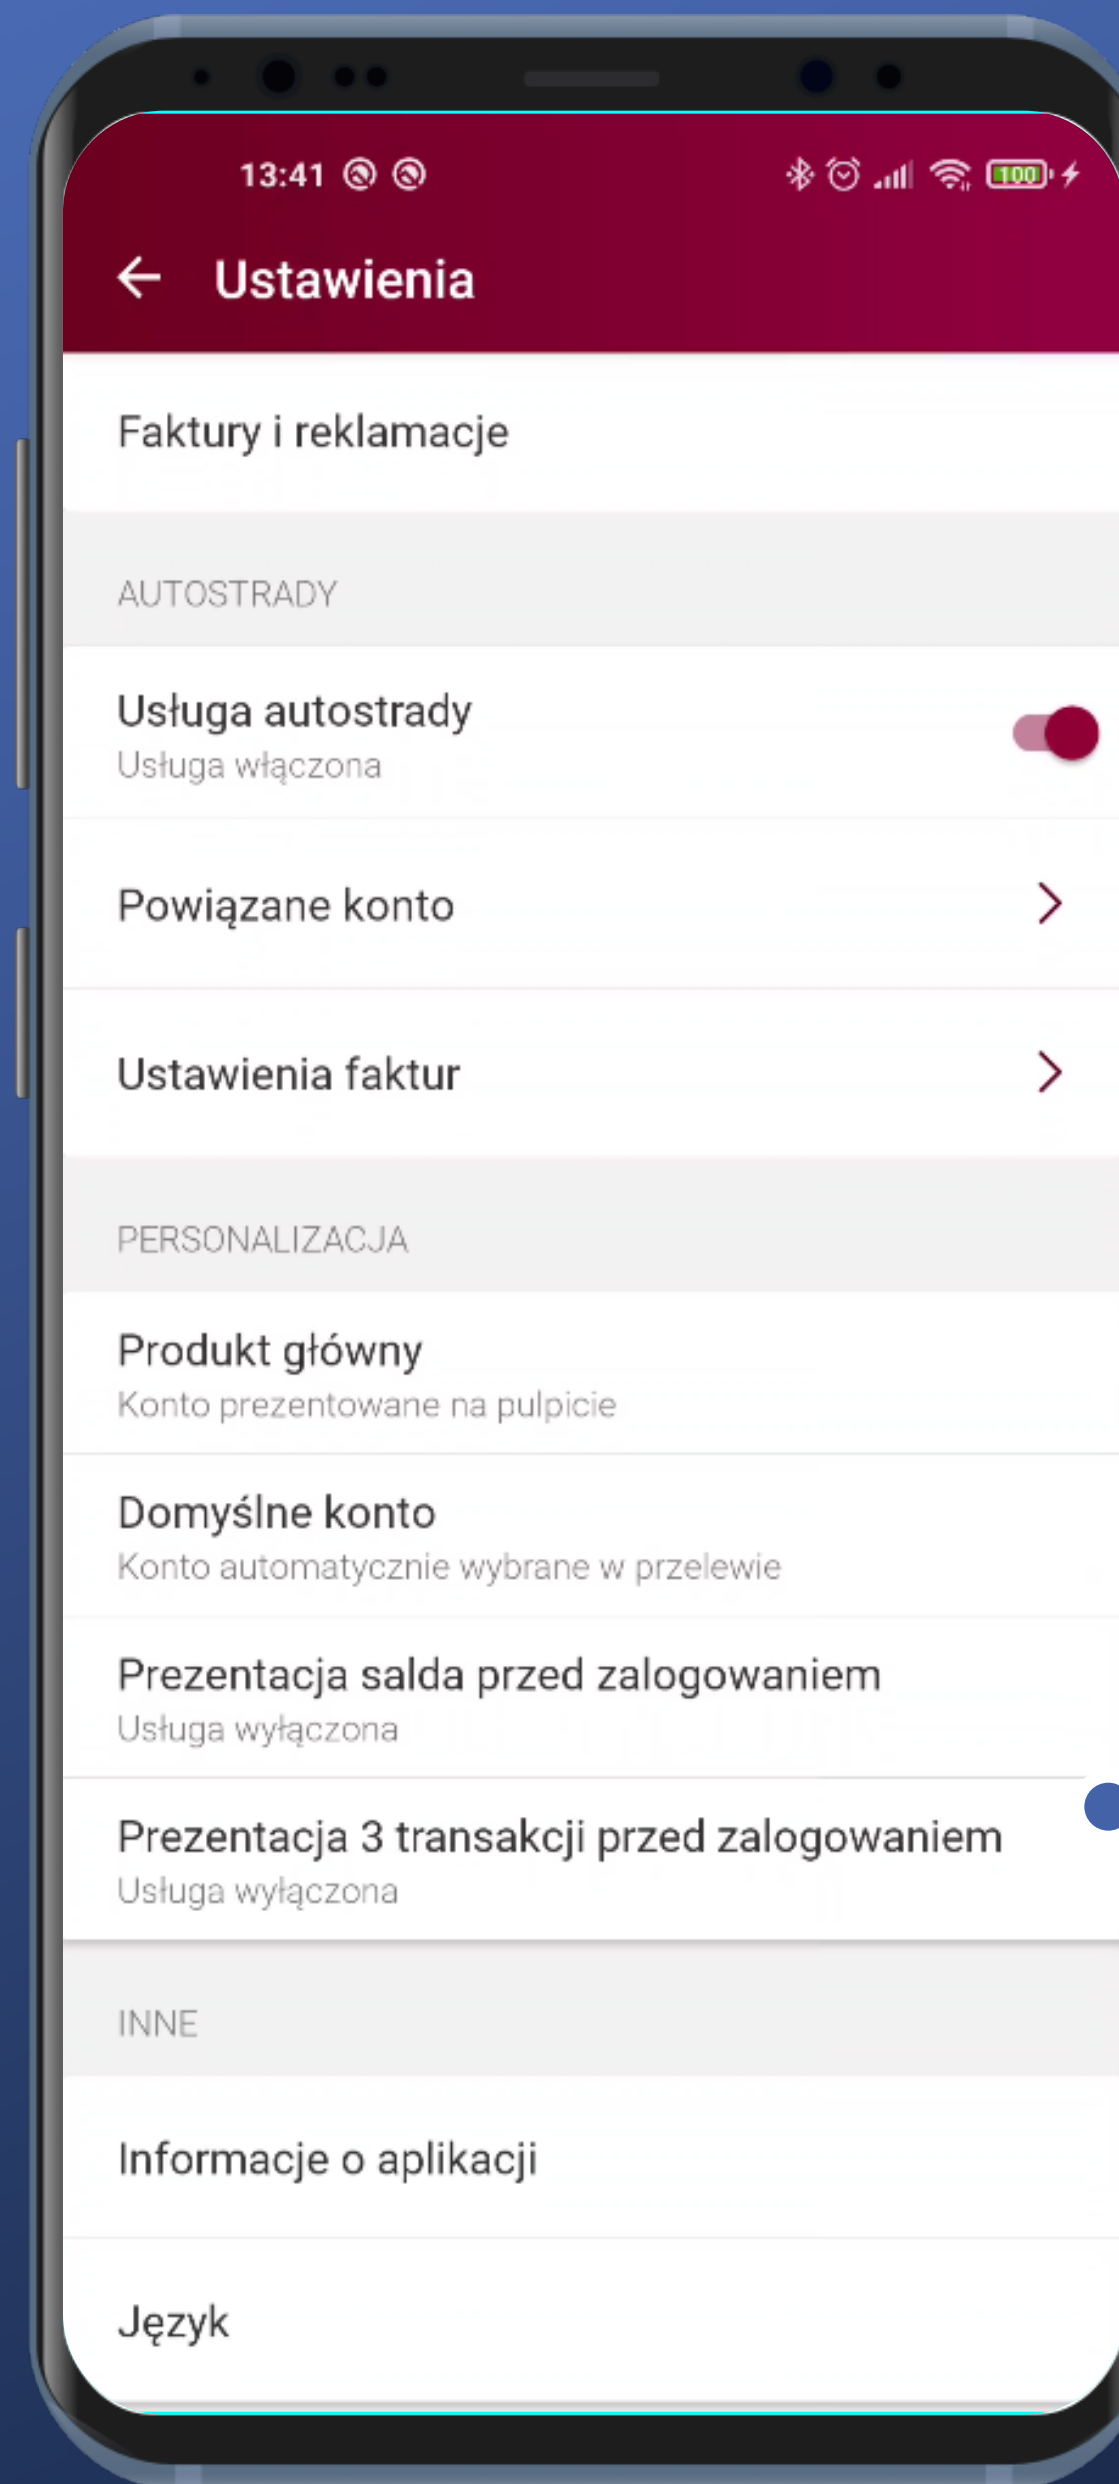 13:41
100
Ustawienia
Faktury i reklamacje
AUTOSTRADY
Usługa autostrady
Usługa włączona
Powiązane konto
Ustawienia faktur
PERSONALIZACJA
Produkt główny
Konto prezentowane na pulpicie
Domyślne konto
Konto automatycznie wybrane w przelewie
Prezentacja salda przed zalogowaniem
Usługa wyłączona
Prezentacja 3 transakcji przed zalogowaniem
Usługa wyłączona
INNE
Informacje o aplikacji
Język